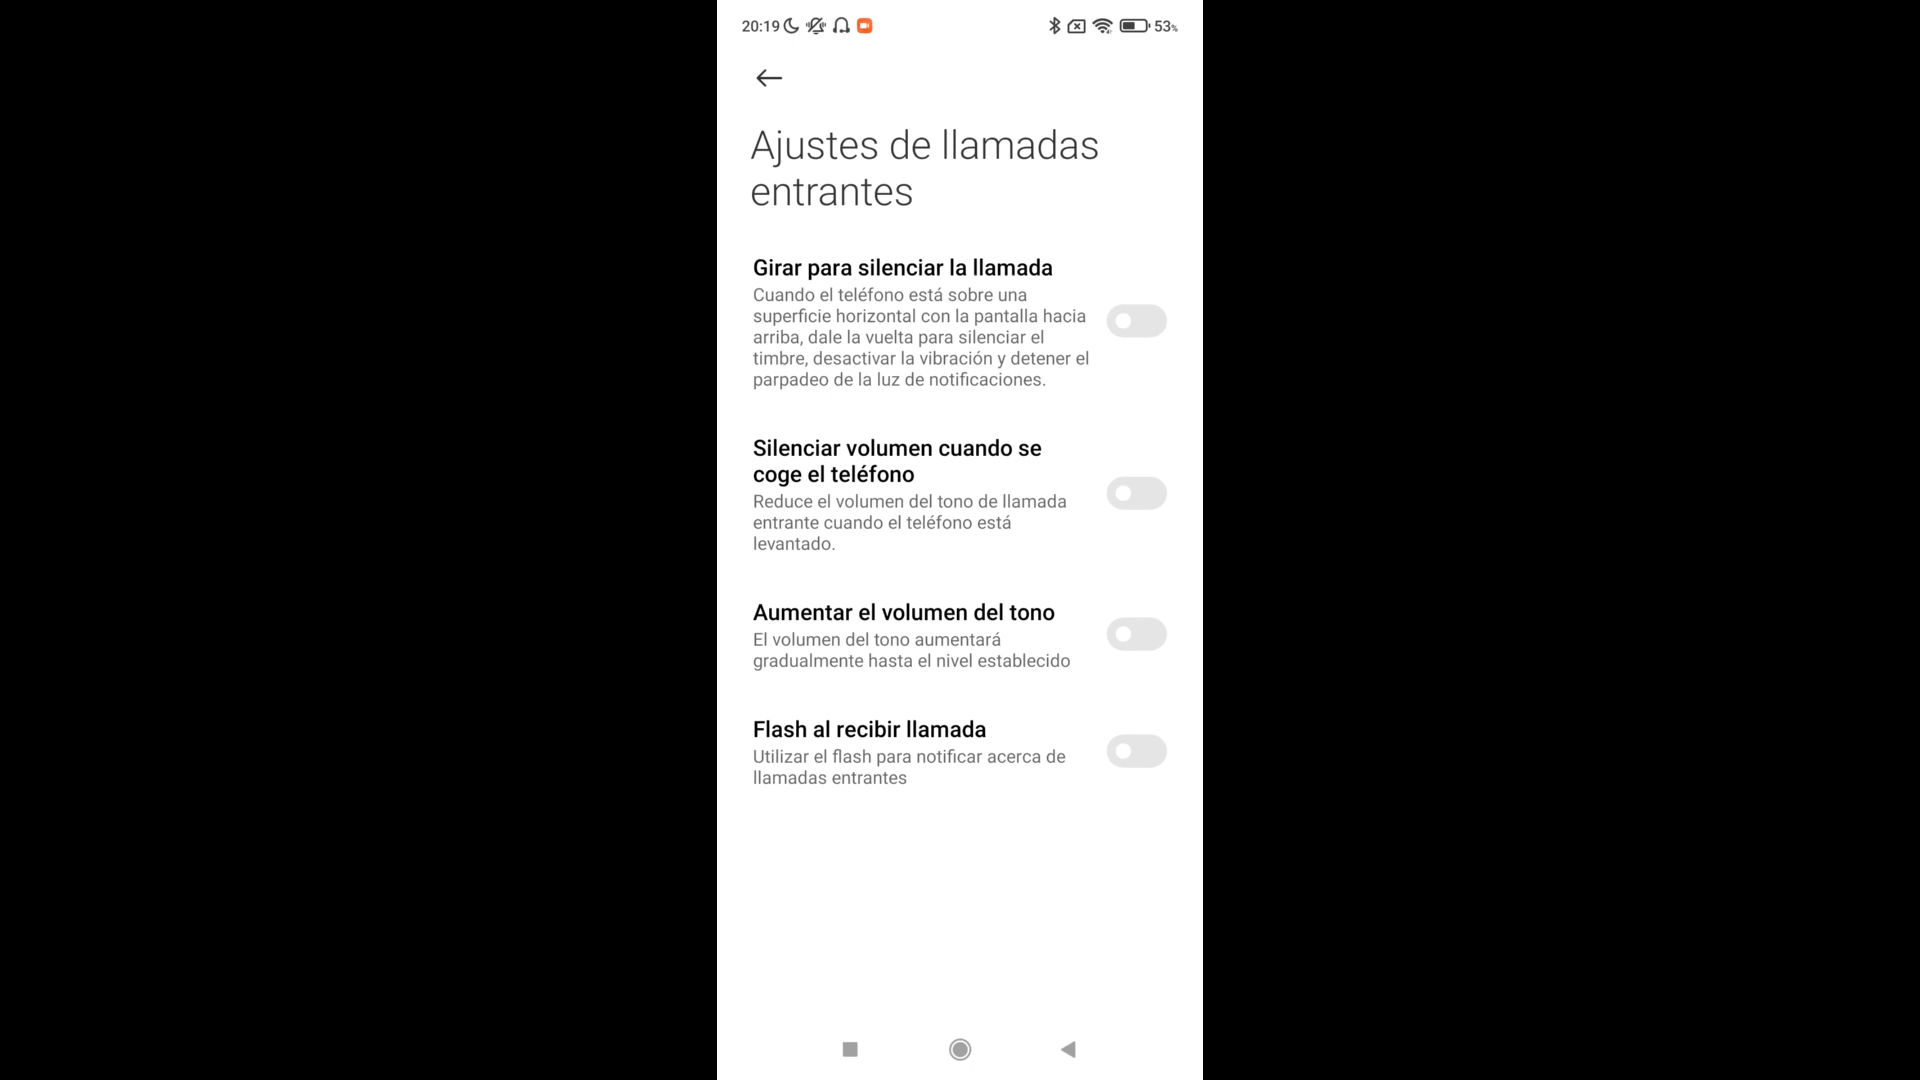 20:19
53%
Ajustes de llamadas
entrantes
Girar para silenciar la llamada
Cuando el teléfono está sobre una
superficie horizontal con la pantalla hacia
arriba, dale la vuelta para silenciar el
timbre, desactivar la vibración y detener el
parpadeo de la luz de notificaciones.
Silenciar volumen cuando se
coge el teléfono
Reduce el volumen del tono de llamada
entrante cuando el teléfono está
levantado.
Aumentar el volumen del tono
El volumen del tono aumentará
gradualmente hasta el nivel establecido
Flash al recibir llamada
Utilizar el flash para notificar acerca de
llamadas entrantes